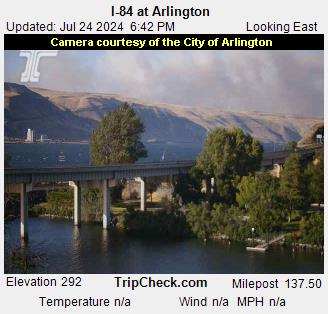 I-84 at Arlington
Updated: Jul 24 2024 6:42 PM Looking East
Camera courtesy of the City of Arlington
Elevation 292 TripCheck.com Milepost 137.50
Temperature n/a Wind n/a MPH n/a